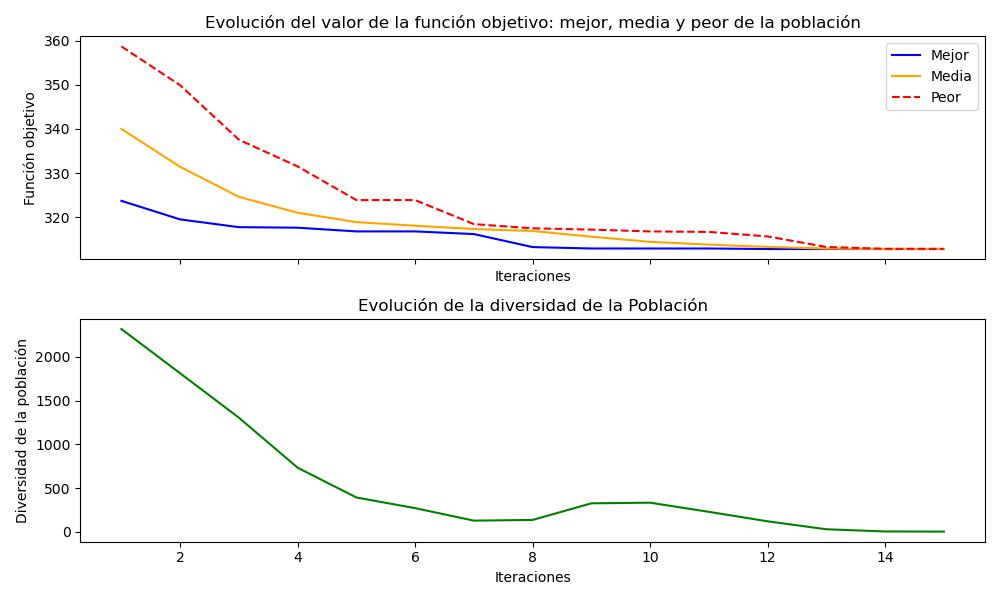 Evolución del valor de la función objetivo: mejor, media y peor de la población
360
350
340
330
320
Función objetivo
Mejor
Media
Peor
Iteraciones
Evolución de la diversidad de la Población
2000
1500
1000
500
0
Diversidad de la población
2 4 6 8 10 12 14
Iteraciones